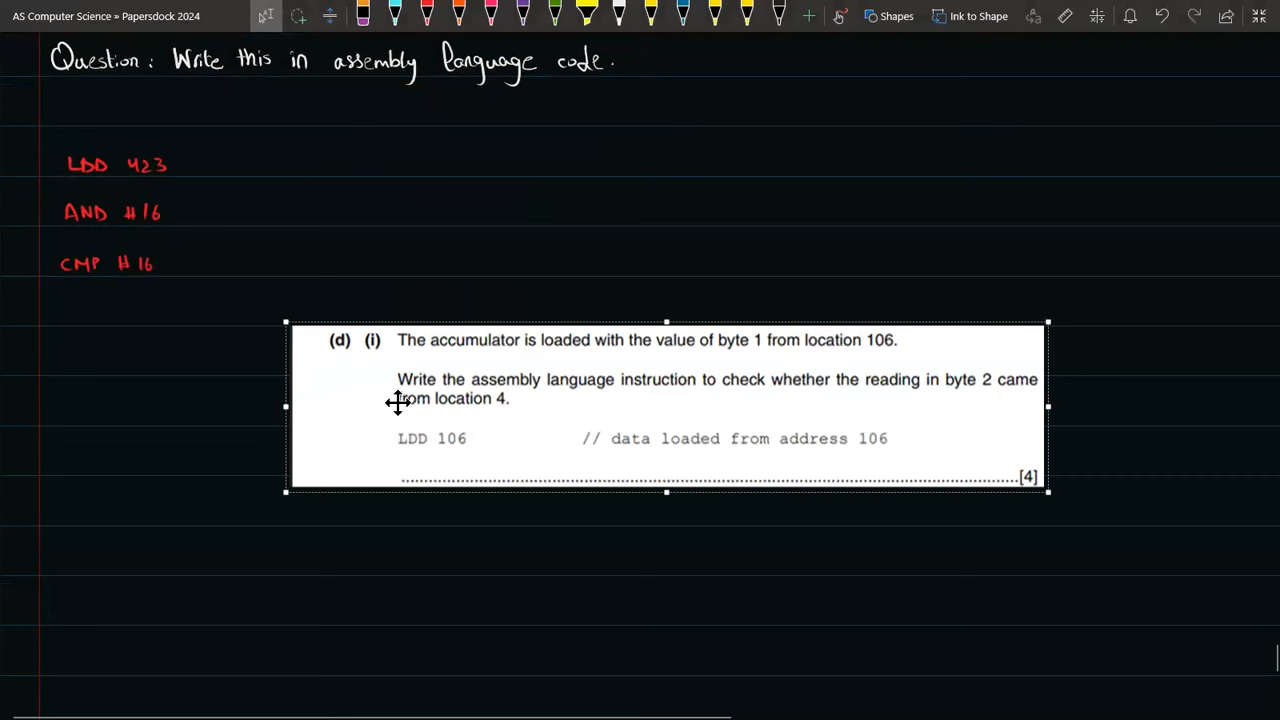 AS Computer Science » Papersdock 2024
Shapes
Ink to Shape
Question: Write this in assembly language code.
LDD 423
AND #16
CMP #16
(d) (i) The accumulator is loaded with the value of byte 1 from location 106.
Write the assembly language instruction to check whether the reading in byte 2 came
from location 4.
LDD 106 // data loaded from address 106
[4]